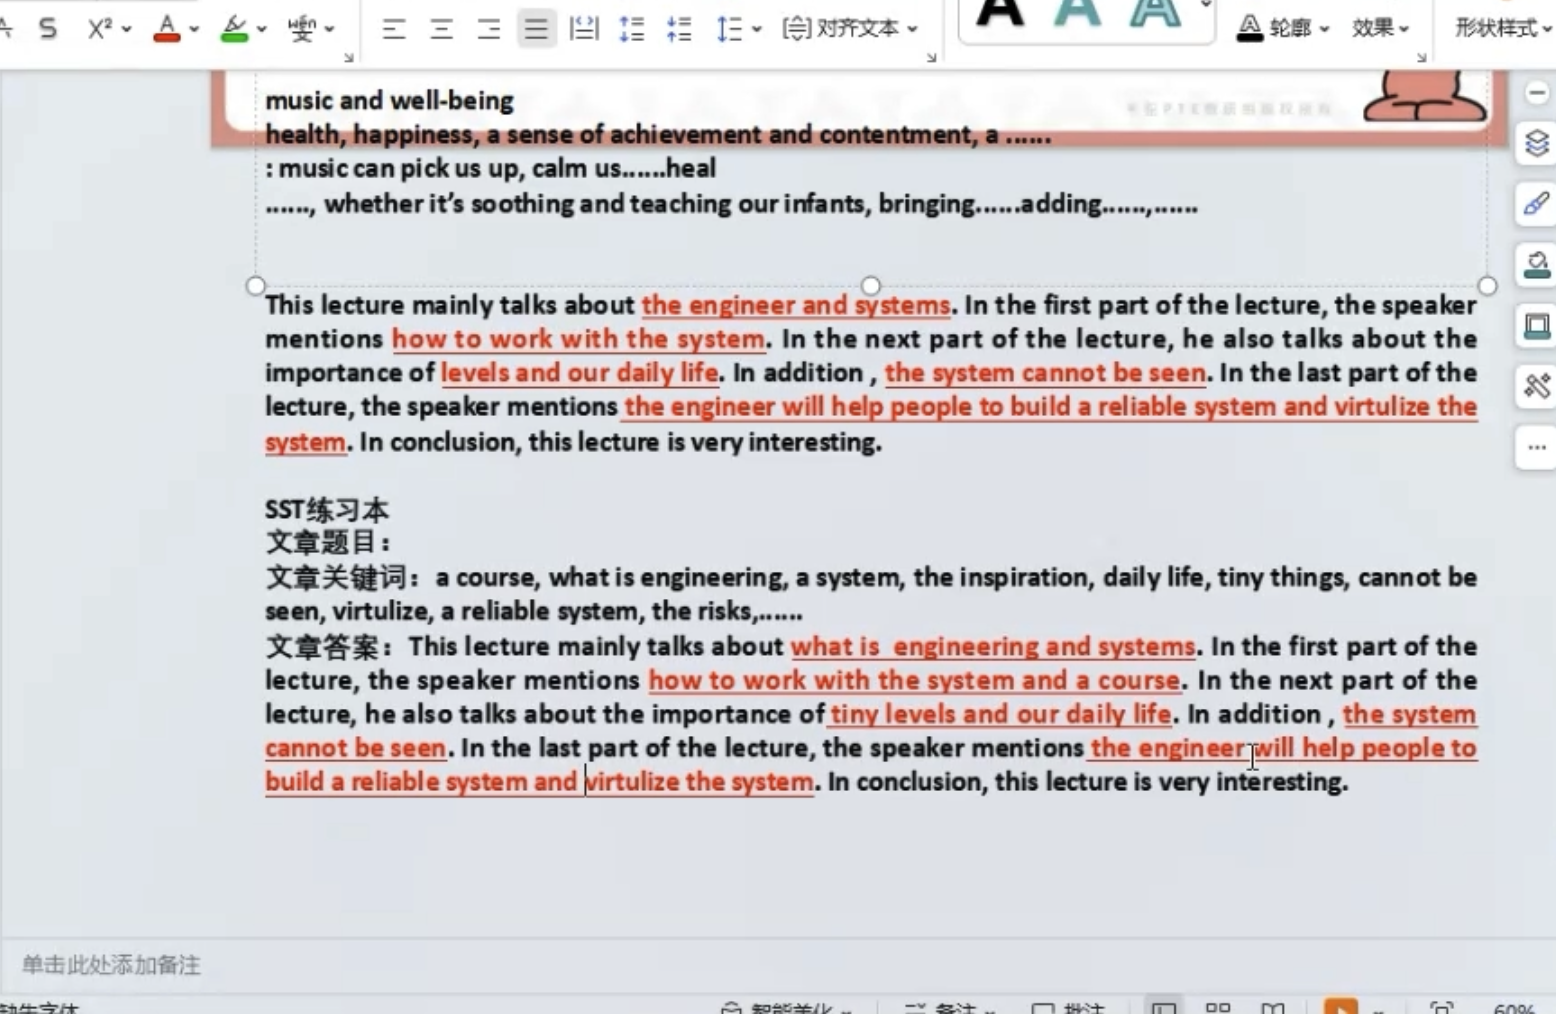 S X² A wén 变 对齐文本 A A A A 轮廓 效果 形状样式
music and well-being
health, happiness, a sense of achievement and contentment, a ......
: music can pick us up, calm us......heal
......, whether it’s soothing and teaching our infants, bringing......adding......,......
This lecture mainly talks about the engineer and systems. In the first part of the lecture, the speaker
mentions how to work with the system. In the next part of the lecture, he also talks about the
importance of levels and our daily life. In addition , the system cannot be seen. In the last part of the
lecture, the speaker mentions the engineer will help people to build a reliable system and virtulize the
system. In conclusion, this lecture is very interesting.
SST练习本
文章题目：
文章关键词：a course, what is engineering, a system, the inspiration, daily life, tiny things, cannot be
seen, virtulize, a reliable system, the risks,......
文章答案：This lecture mainly talks about what is  engineering and systems. In the first part of the
lecture, the speaker mentions how to work with the system and a course. In the next part of the
lecture, he also talks about the importance of tiny levels and our daily life. In addition , the system
cannot be seen. In the last part of the lecture, the speaker mentions the engineer will help people to
build a reliable system and virtulize the system. In conclusion, this lecture is very interesting.
单击此处添加备注
缺失字体 智能美化 备注 批注 60%